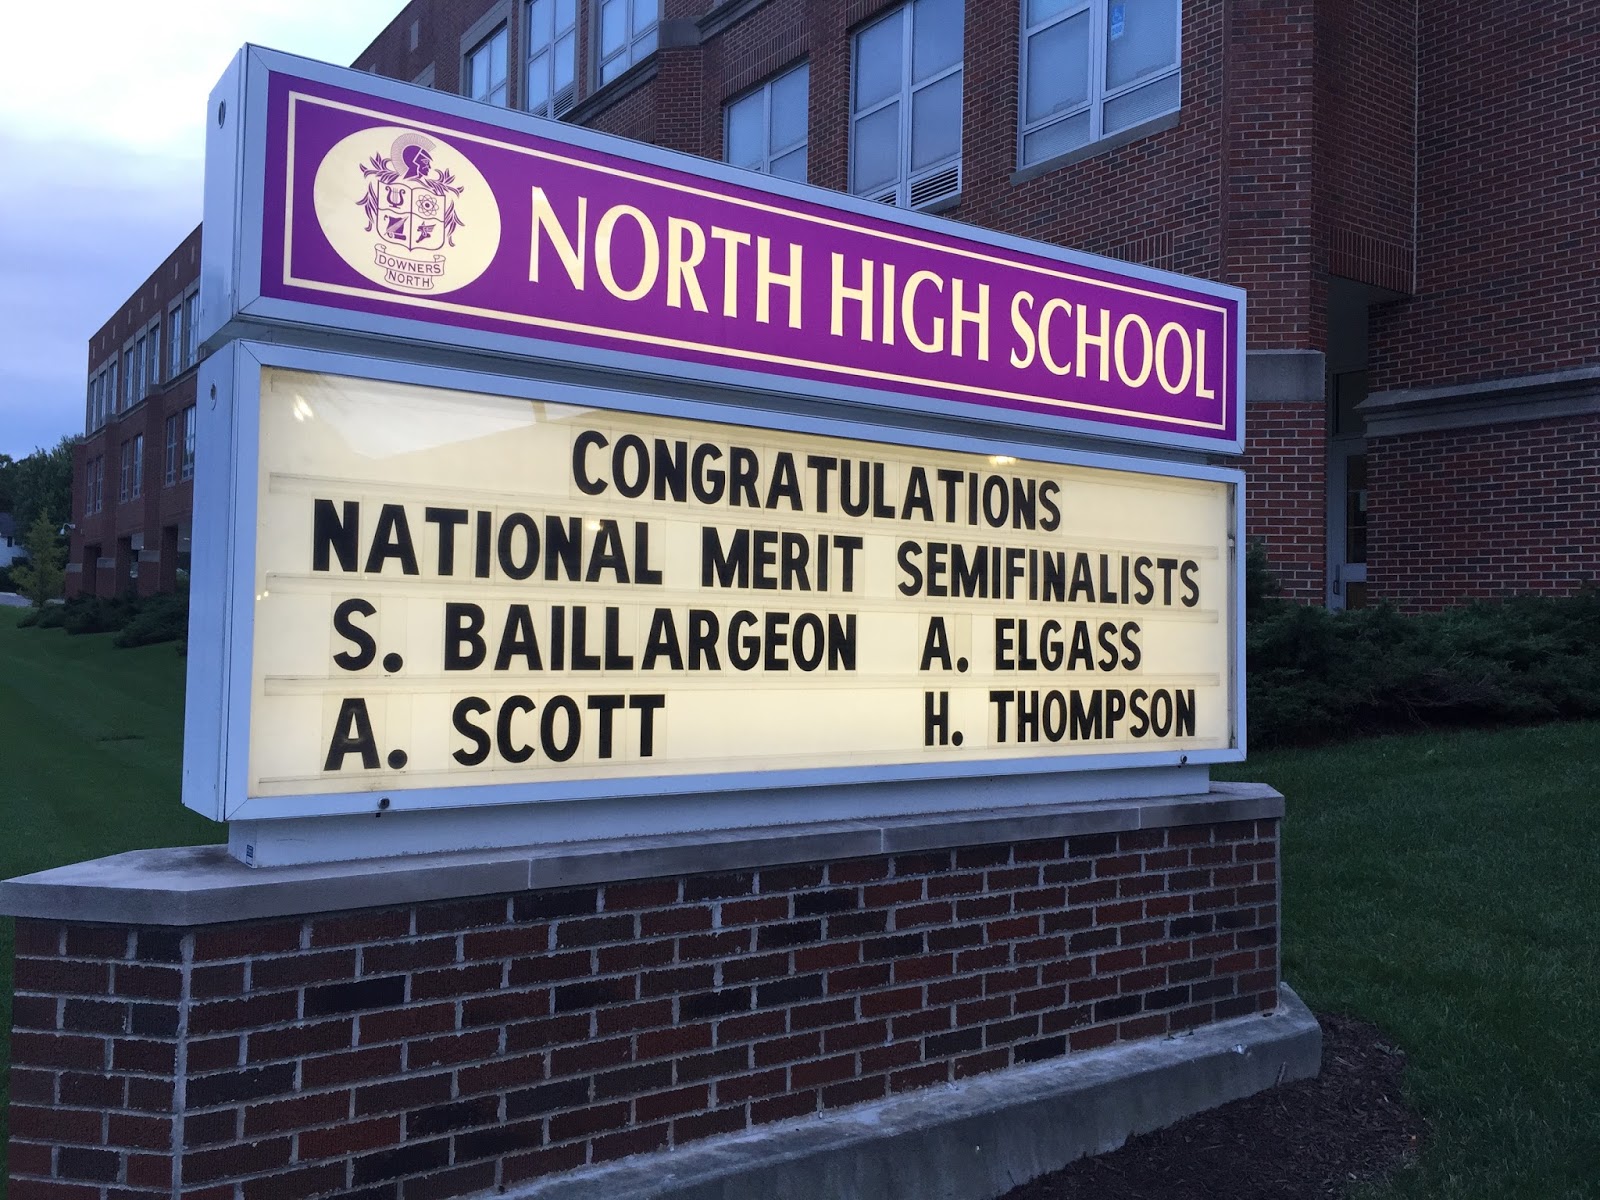 DOWNERS
NORTH
NORTH HIGH SCHOOL
CONGRATULATIONS
NATIONAL MERIT SEMIFINALISTS
S. BAILLARGEON A. ELGASS
A. SCOTT H. THOMPSON